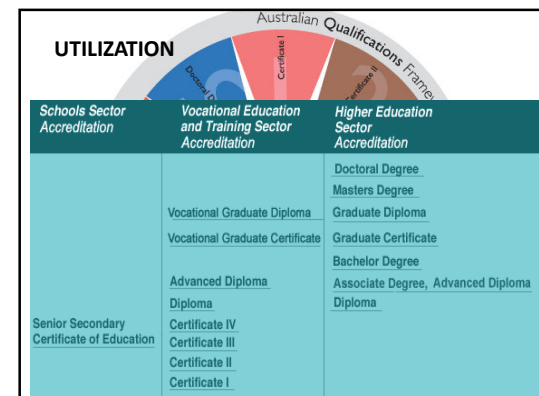 Australian Qualifications Framew
UTILIZATION
Doctoral D
Certificate I
Certificate II
Schools Sector
Accreditation
Vocational Education
and Training Sector
Accreditation
Higher Education
Sector
Accreditation
Doctoral Degree
Masters Degree
Vocational Graduate Diploma
Graduate Diploma
Vocational Graduate Certificate
Graduate Certificate
Bachelor Degree
Advanced Diploma
Associate Degree, Advanced Diploma
Diploma
Diploma
Senior Secondary
Certificate of Education
Certificate IV
Certificate III
Certificate II
Certificate I